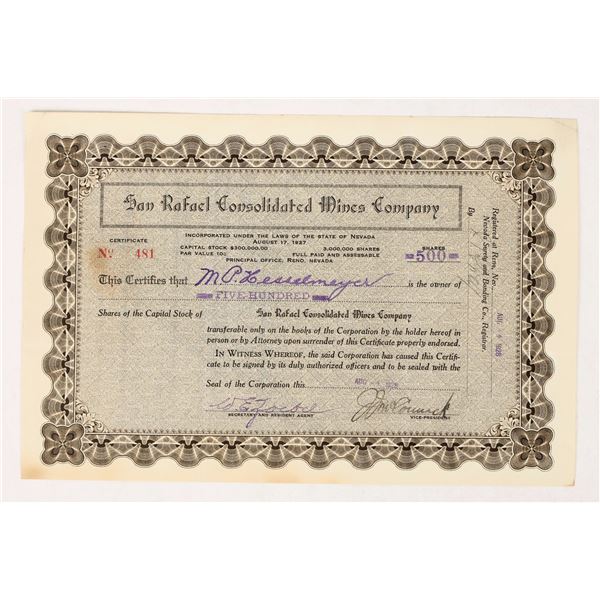 San Rafael Consolidated Mines Company
INCORPORATED UNDER THE LAWS OF THE STATE OF NEVADA
AUGUST 17, 1927
CERTIFICATE
No 481
CAPITAL STOCK $300,000.00 3,000,000 SHARES
PAR VALUE 10c FULL PAID AND ASSESSABLE
PRINCIPAL OFFICE, RENO, NEVADA
SHARES
500
This Certifies that M.P. Hesselmeyer is the owner of
FIVE HUNDRED
Shares of the Capital Stock of San Rafael Consolidated Mines Company
transferable only on the books of the Corporation by the holder hereof in
person or by Attorney upon surrender of this Certificate properly endorsed.
IN WITNESS WHEREOF, the said Corporation has caused this Certifi-
cate to be signed by its duly authorized officers and to be sealed with the
Seal of the Corporation this AUG 1928
SECRETARY AND RESIDENT AGENT
VICE-PRESIDENT
Registered at Reno, Nev. AUG 1928
Nevada Surety and Bonding Co., Registrar
By